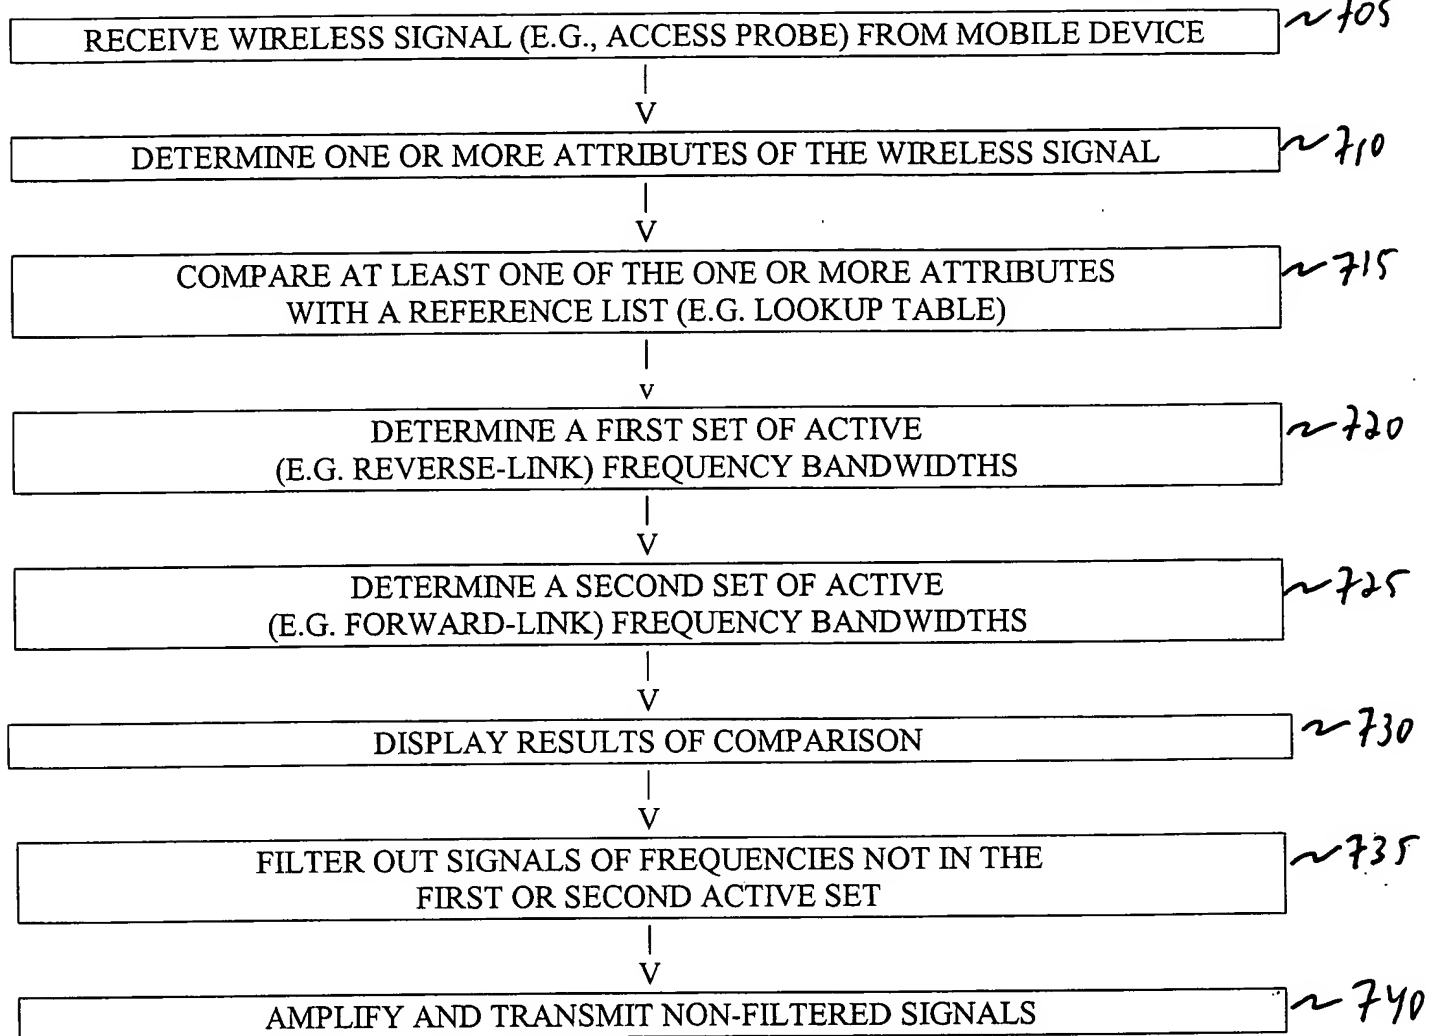 RECEIVE WIRELESS SIGNAL (E.G., ACCESS PROBE) FROM MOBILE DEVICE ~705
|
V
DETERMINE ONE OR MORE ATTRIBUTES OF THE WIRELESS SIGNAL ~710
|
V
COMPARE AT LEAST ONE OF THE ONE OR MORE ATTRIBUTES ~715
WITH A REFERENCE LIST (E.G. LOOKUP TABLE)
|
v
DETERMINE A FIRST SET OF ACTIVE ~720
(E.G. REVERSE-LINK) FREQUENCY BANDWIDTHS
|
V
DETERMINE A SECOND SET OF ACTIVE ~725
(E.G. FORWARD-LINK) FREQUENCY BANDWIDTHS
|
V
DISPLAY RESULTS OF COMPARISON ~730
|
V
FILTER OUT SIGNALS OF FREQUENCIES NOT IN THE ~735
FIRST OR SECOND ACTIVE SET
|
V
AMPLIFY AND TRANSMIT NON-FILTERED SIGNALS ~740